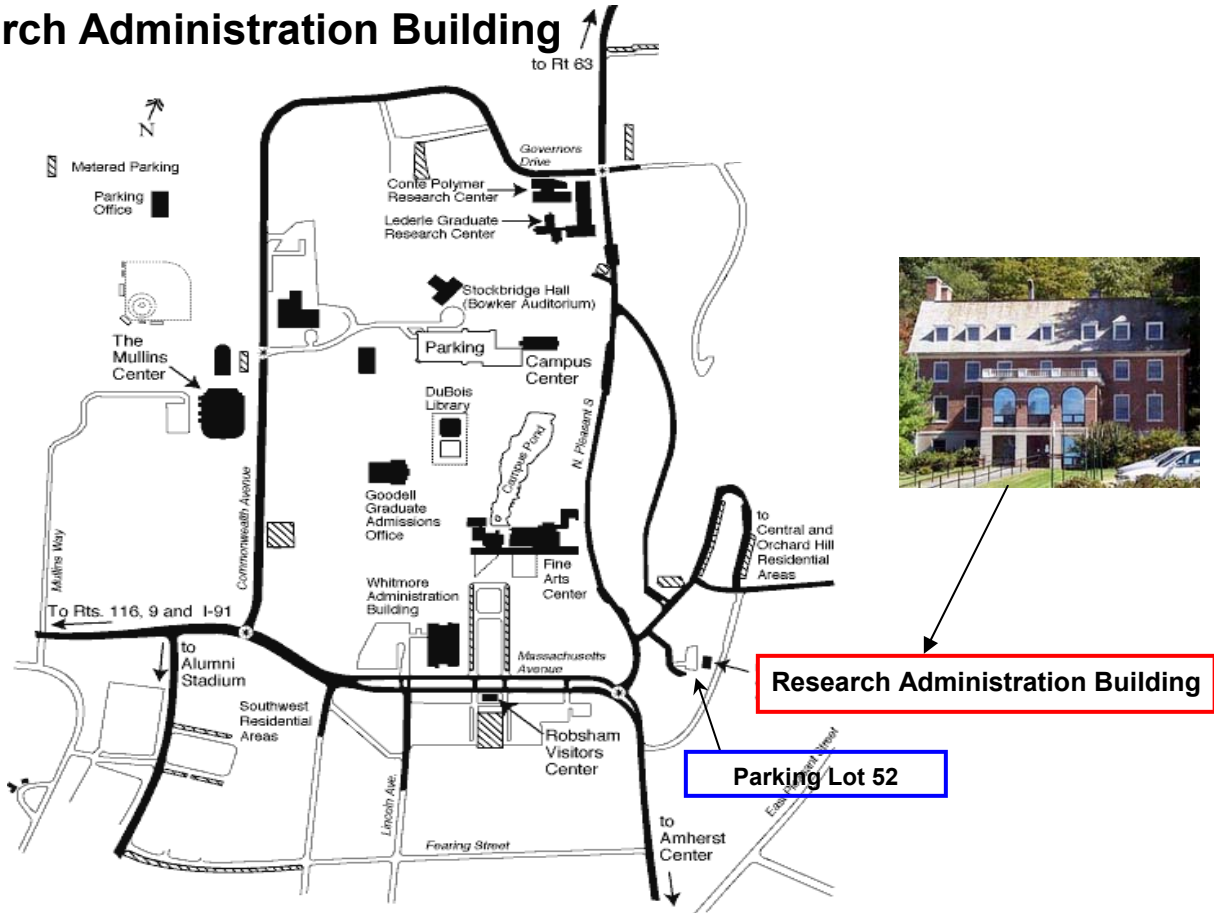 rch Administration Building
to Rt 63
N
Metered Parking
Parking
Office
Governors
Drive
Conte Polymer
Research Center
Lederle Graduate
Research Center
Stockbridge Hall
(Bowker Auditorium)
The
Mullins
Center
Parking
Campus
Center
DuBois
Library
N. Pleasant S
Campus Pond
Commonwealth Avenue
Goodell
Graduate
Admissions
Office
Mullins Way
to
Central and
Orchard Hill
Residential
Areas
Fine
Arts
Center
Whitmore
Administration
Building
To Rts. 116, 9 and I-91
to
Alumni
Stadium
Massachusetts
Avenue
Research Administration Building
Southwest
Residential
Areas
Robsham
Visitors
Center
Parking Lot 52
East Pleasant Street
Lincoln Ave.
Fearing Street
to
Amherst
Center